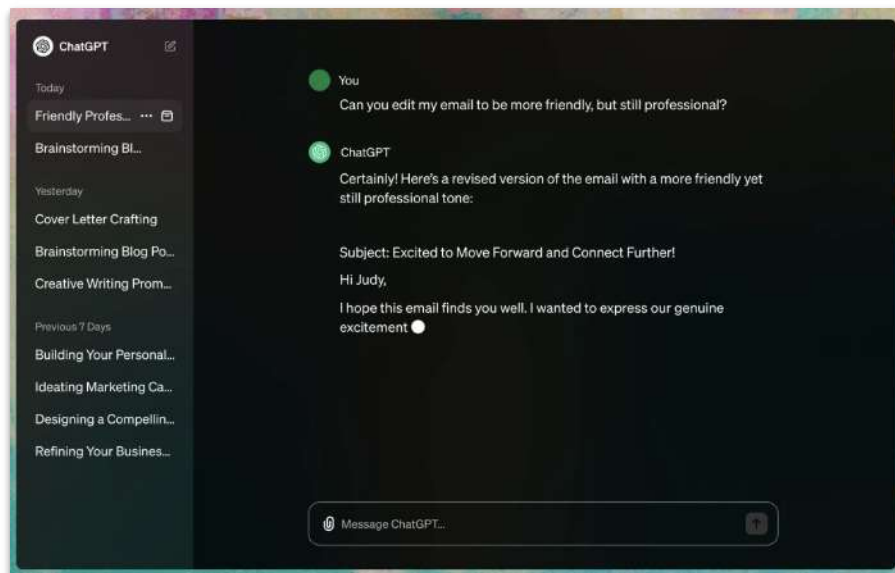 ChatGPT
Today
Friendly Profes...
Brainstorming Bl...
Yesterday
Cover Letter Crafting
Brainstorming Blog Po...
Creative Writing Prom...
Previous 7 Days
Building Your Personal...
Ideating Marketing Ca...
Designing a Compellin...
Refining Your Busines...
You
Can you edit my email to be more friendly, but still professional?
ChatGPT
Certainly! Here's a revised version of the email with a more friendly yet
still professional tone:
Subject: Excited to Move Forward and Connect Further!
Hi Judy,
I hope this email finds you well. I wanted to express our genuine
excitement
Message ChatGPT...